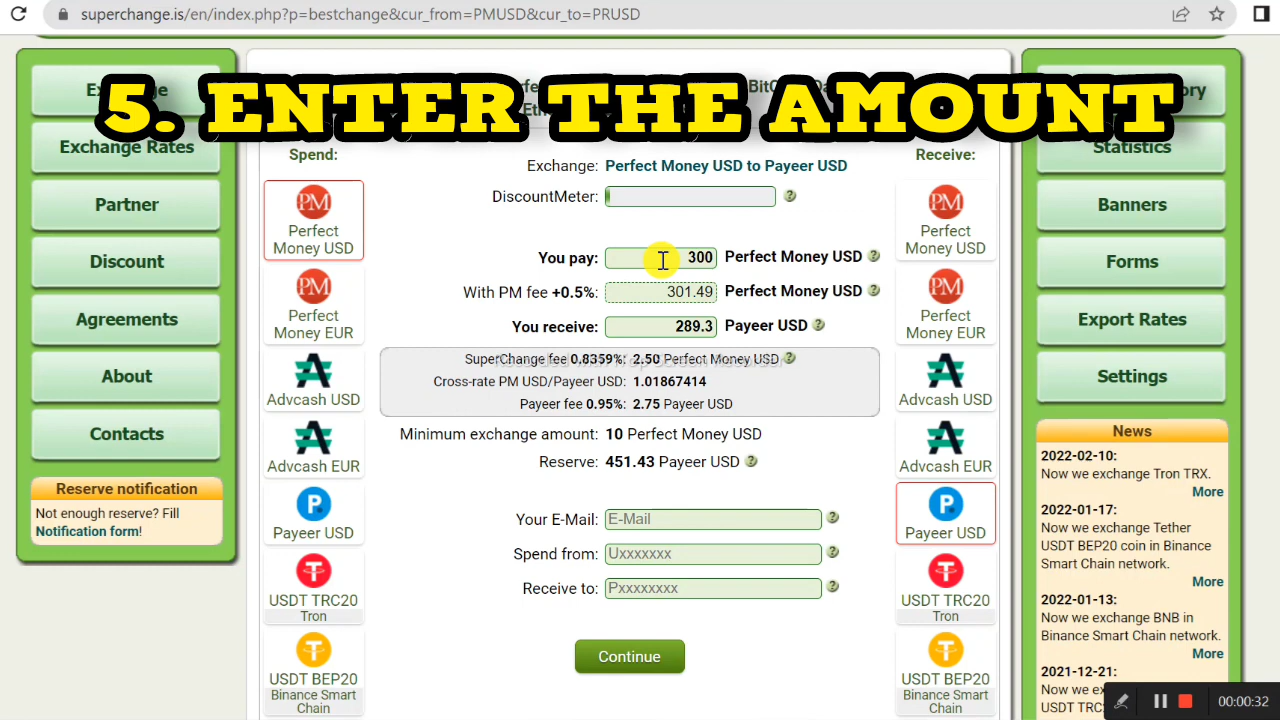 superchange.is/en/index.php?p=bestchange&cur_from=PMUSD&cur_to=PRUSD
5. ENTER THE AMOUNT
Exchange Rates
Partner
Discount
Agreements
About
Contacts
Reserve notification
Not enough reserve? Fill
Notification form!
Spend:
Perfect
Money USD
Perfect
Money EUR
Advcash USD
Advcash EUR
Payeer USD
USDT TRC20
Tron
USDT BEP20
Binance Smart
Chain
Exchange: Perfect Money USD to Payeer USD
DiscountMeter:
You pay: 300 Perfect Money USD
With PM fee +0.5%: 301.49 Perfect Money USD
You receive: 289.3 Payeer USD
SuperChange fee 0.8359%: 2.50 Perfect Money USD
Cross-rate PM USD/Payeer USD: 1.01867414
Payeer fee 0.95%: 2.75 Payeer USD
Minimum exchange amount: 10 Perfect Money USD
Reserve: 451.43 Payeer USD
Your E-Mail: E-Mail
Spend from: Uxxxxxxx
Receive to: Pxxxxxxxx
Continue
Receive:
Perfect
Money USD
Perfect
Money EUR
Advcash USD
Advcash EUR
Payeer USD
USDT TRC20
Tron
USDT BEP20
Binance Smart
Chain
Statistics
Banners
Forms
Export Rates
Settings
News
2022-02-10:
Now we exchange Tron TRX.
More
2022-01-17:
Now we exchange Tether
USDT BEP20 coin in Binance
Smart Chain network.
More
2022-01-13:
Now we exchange BNB in
Binance Smart Chain network.
More
2021-12-21:
Now we
USDT TRC
00:00:32